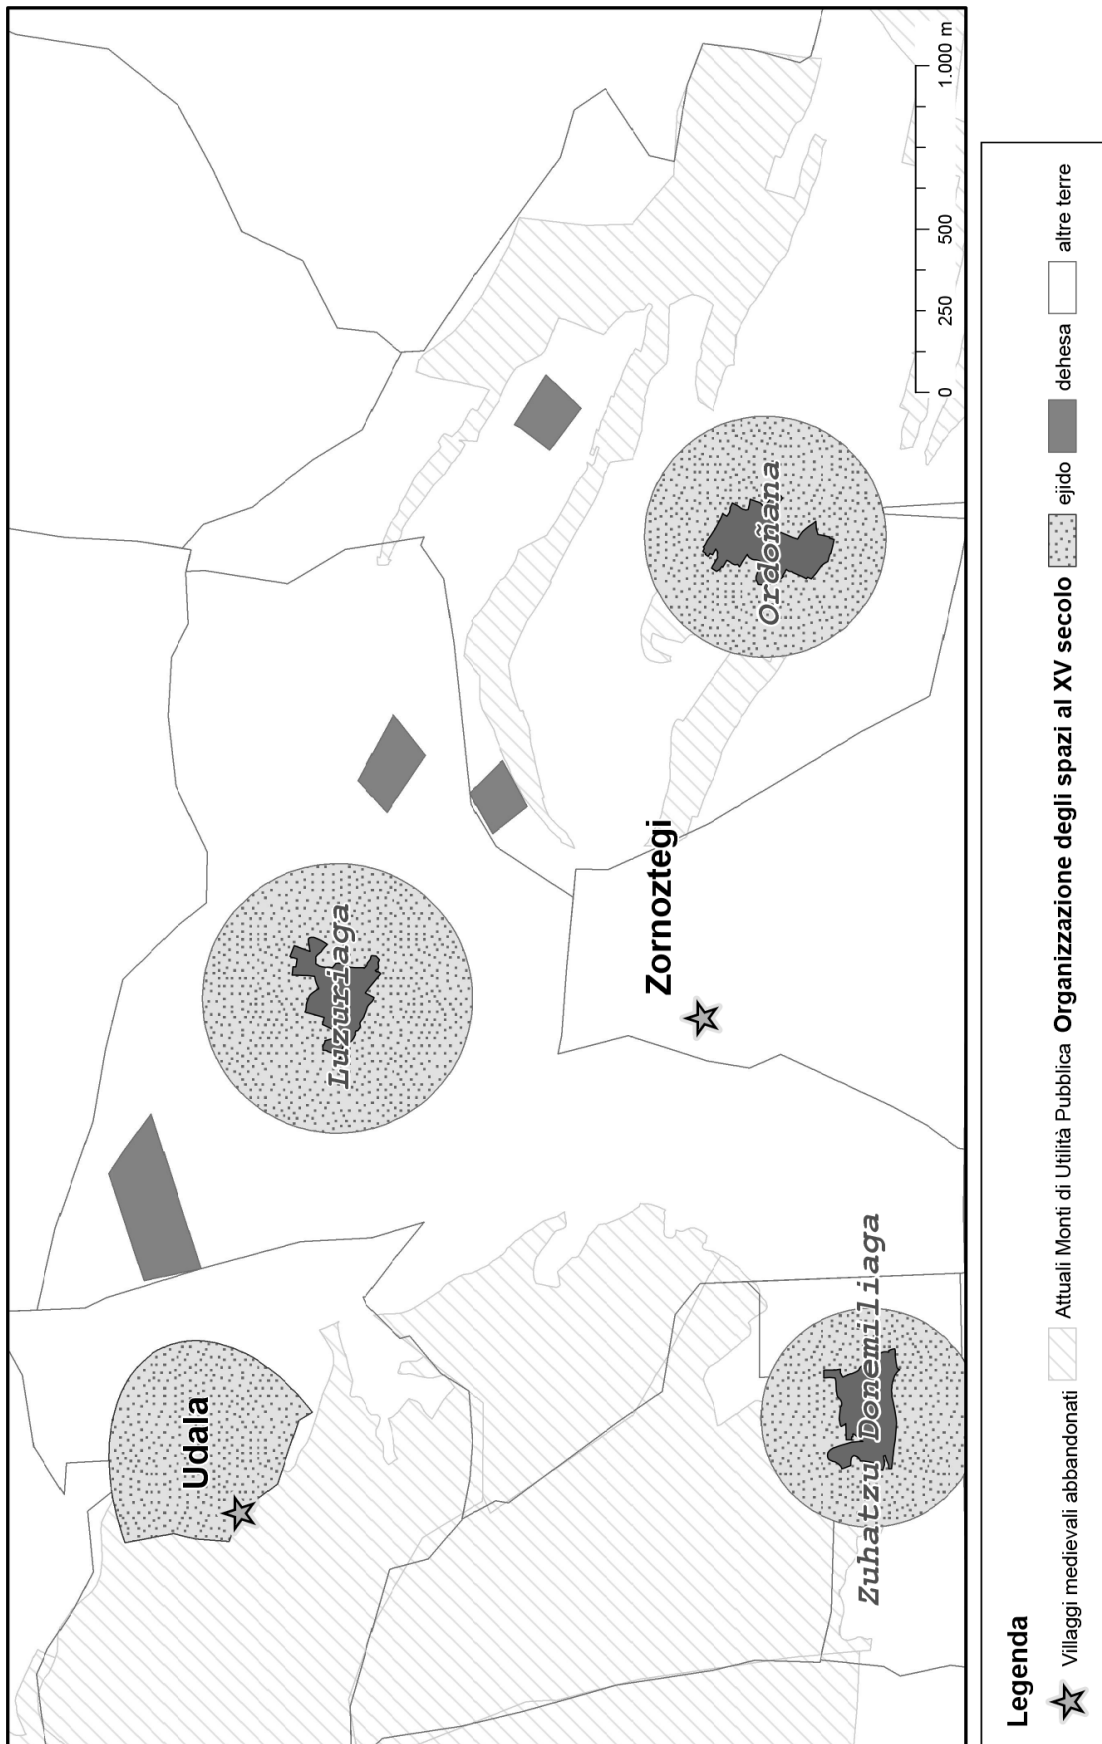 Udala
Luzuriaga
Zornoztegi
Zuhatzu Donemiliaga
Ordoñana
0 250 500 1.000 m
Legenda
Villaggi medievali abbandonati Attuali Monti di Utilità Pubblica Organizzazione degli spazi al XV secolo ejido dehesa altre terre